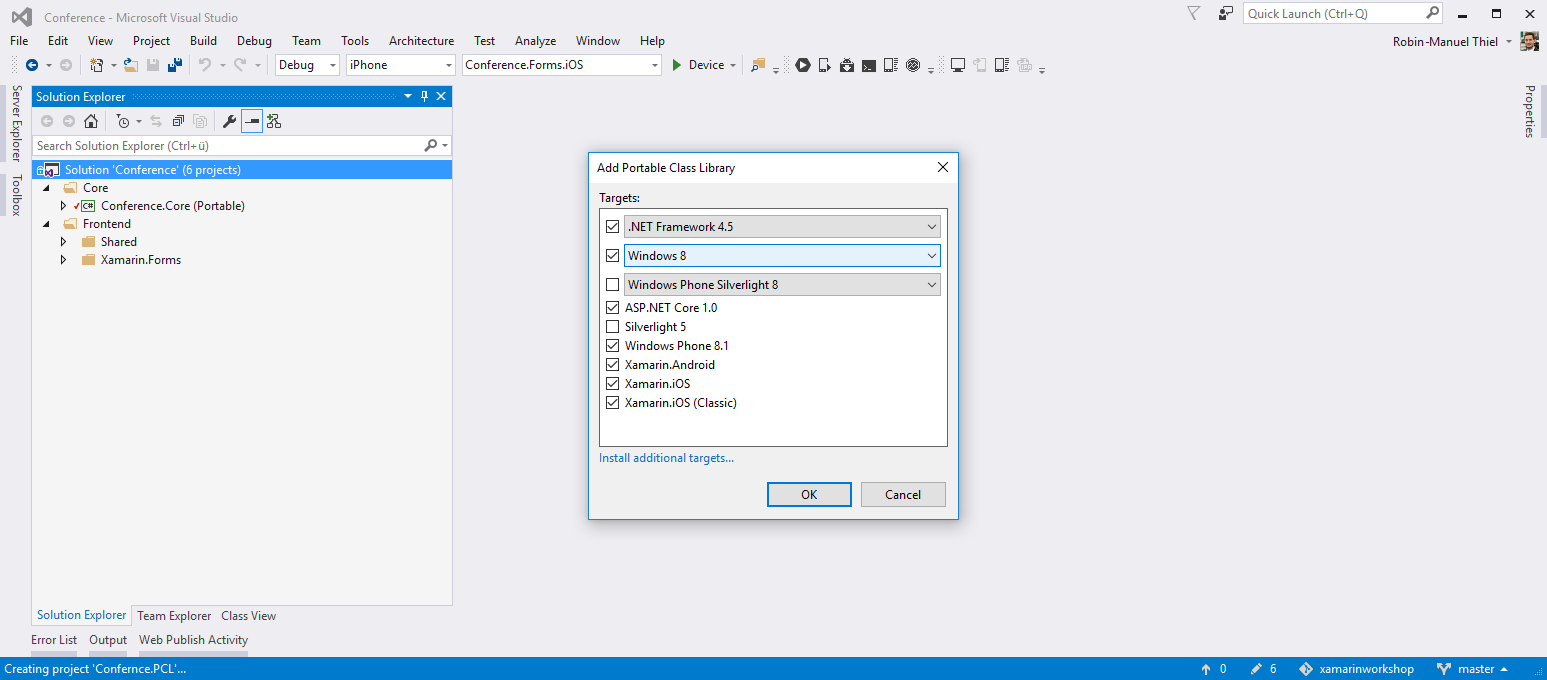 Conference - Microsoft Visual Studio
Quick Launch (Ctrl+Q)
File Edit View Project Build Debug Team Tools Architecture Test Analyze Window Help
Robin-Manuel Thiel
Debug iPhone Conference.Forms.iOS Device
Server Explorer
Toolbox
Solution Explorer
Search Solution Explorer (Ctrl+ü)
Solution 'Conference' (6 projects)
Core
C# Conference.Core (Portable)
Frontend
Shared
Xamarin.Forms
Add Portable Class Library
Targets:
.NET Framework 4.5
Windows 8
Windows Phone Silverlight 8
ASP.NET Core 1.0
Silverlight 5
Windows Phone 8.1
Xamarin.Android
Xamarin.iOS
Xamarin.iOS (Classic)
Install additional targets...
OK Cancel
Properties
Solution Explorer Team Explorer Class View
Error List Output Web Publish Activity
Creating project 'Confernce.PCL'...
0 6 xamarinworkshop master